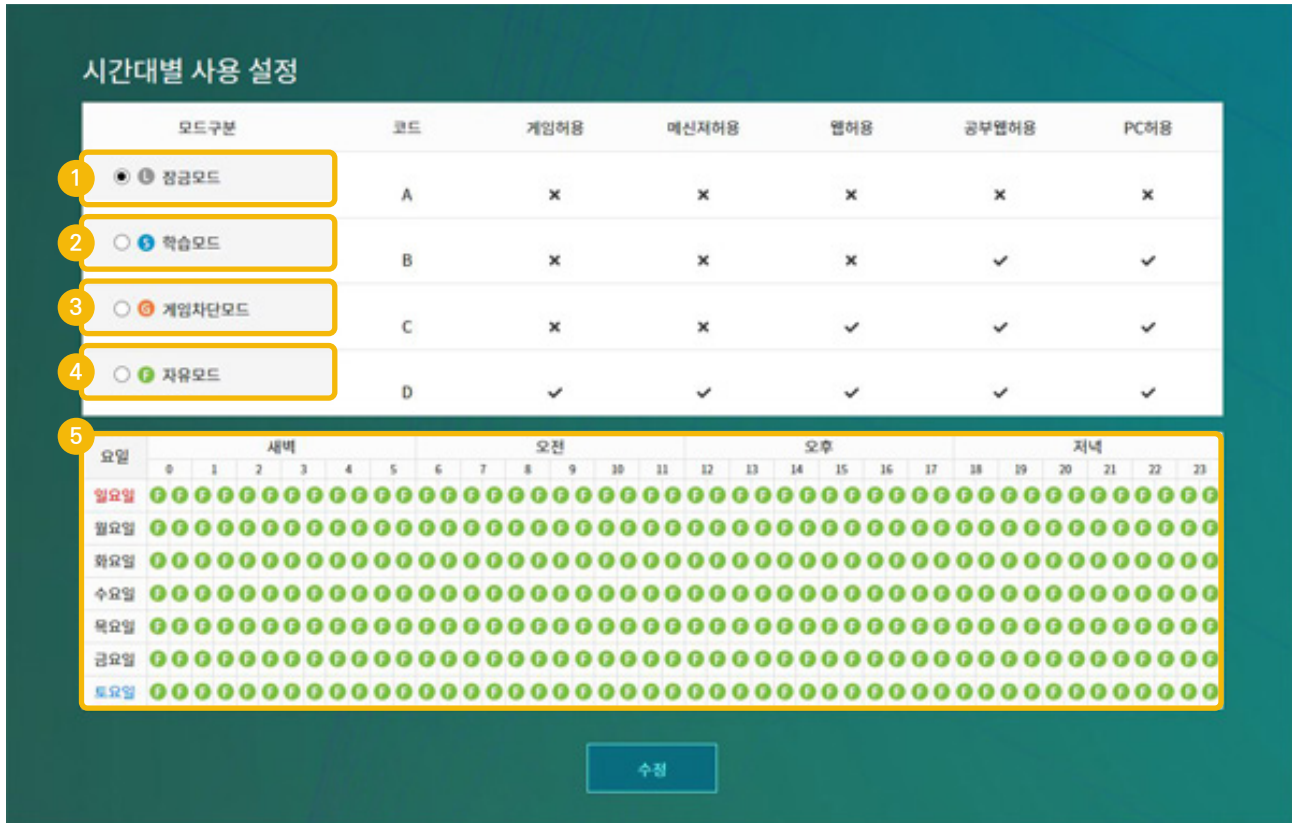 시간대별 사용 설정
모드구분 코드 게임허용 메신저허용 웹허용 공부웹허용 PC허용
1 L 잠금모드 A × × × × ×
2 S 학습모드 B × × × ✓ ✓
3 G 게임차단모드 C × × ✓ ✓ ✓
4 F 자유모드 D ✓ ✓ ✓ ✓ ✓
5
요일 새벽 오전 오후 저녁
0 1 2 3 4 5 6 7 8 9 10 11 12 13 14 15 16 17 18 19 20 21 22 23
일요일 F F F F F F F F F F F F F F F F F F F F F F F F F F F F F F F F F F F F F F F F F F F F F F F F
월요일 F F F F F F F F F F F F F F F F F F F F F F F F F F F F F F F F F F F F F F F F F F F F F F F F
화요일 F F F F F F F F F F F F F F F F F F F F F F F F F F F F F F F F F F F F F F F F F F F F F F F F
수요일 F F F F F F F F F F F F F F F F F F F F F F F F F F F F F F F F F F F F F F F F F F F F F F F F
목요일 F F F F F F F F F F F F F F F F F F F F F F F F F F F F F F F F F F F F F F F F F F F F F F F F
금요일 F F F F F F F F F F F F F F F F F F F F F F F F F F F F F F F F F F F F F F F F F F F F F F F F
토요일 F F F F F F F F F F F F F F F F F F F F F F F F F F F F F F F F F F F F F F F F F F F F F F F F
수정